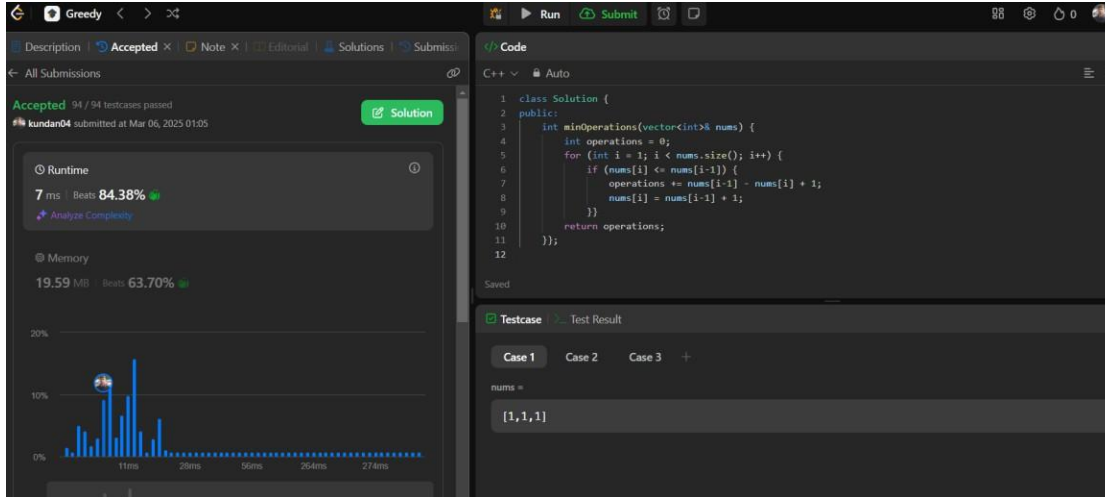 Greedy
Run Submit 0
Description Accepted × Note × Editorial Solutions Submissi
← All Submissions
Accepted 94 / 94 testcases passed
kundan04 submitted at Mar 06, 2025 01:05
Solution
Runtime
7 ms Beats 84.38%
Analyze Complexity
Memory
19.59 MB Beats 63.70%
20%
10%
0%
11ms 28ms 56ms 264ms 274ms
</> Code
C++ Auto
1 class Solution {
2 public:
3 int minOperations(vector<int>& nums) {
4 int operations = 0;
5 for (int i = 1; i < nums.size(); i++) {
6 if (nums[i] <= nums[i-1]) {
7 operations += nums[i-1] - nums[i] + 1;
8 nums[i] = nums[i-1] + 1;
9 }}
10 return operations;
11 }};
12
Saved
Testcase >_ Test Result
Case 1 Case 2 Case 3 +
nums =
[1,1,1]